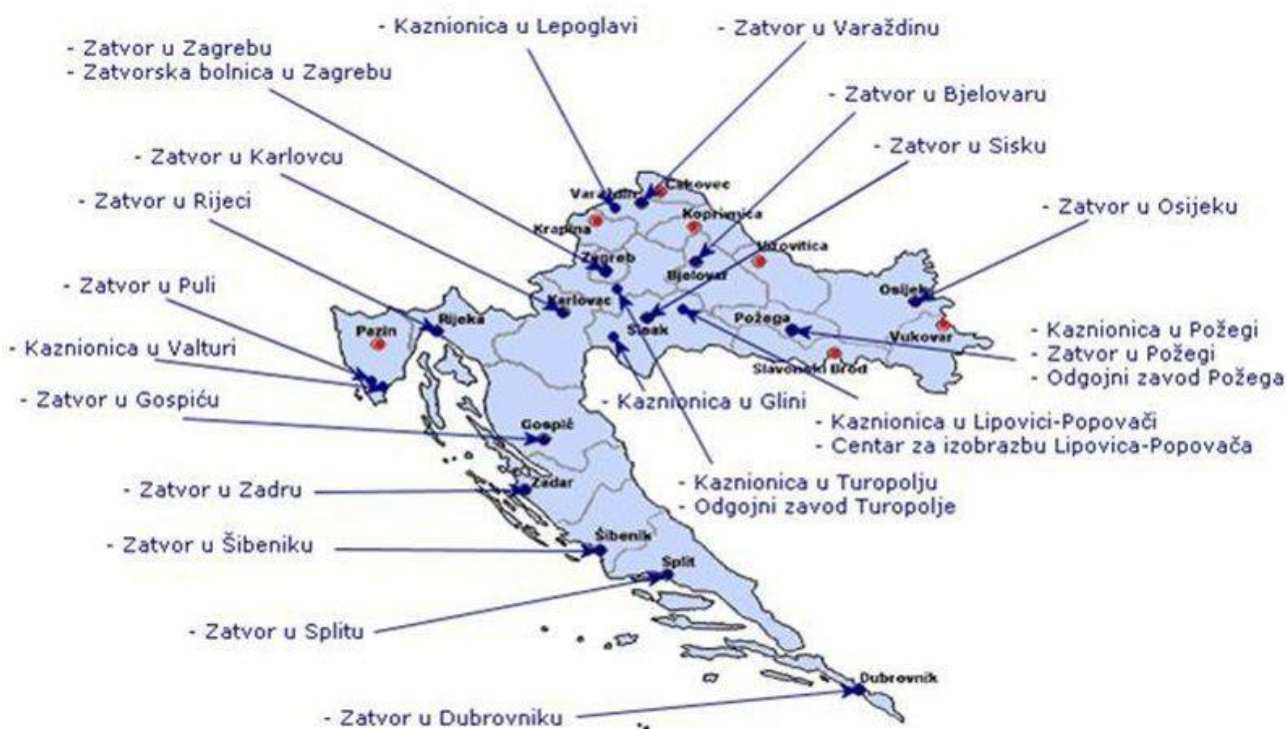 - Kaznionica u Lepoglavi
- Zatvor u Varaždinu
- Zatvor u Zagrebu
- Zatvorska bolnica u Zagrebu
- Zatvor u Bjelovaru
- Zatvor u Karlovcu
- Zatvor u Sisku
- Zatvor u Rijeci
- Zatvor u Osijeku
Čakovec
Varaždin
Koprivnica
Krapina
Virovitica
Zagreb
Bjelovar
- Zatvor u Puli
Osijek
Karlovac
Rijeka
Sisak
Požega
Pazin
Vukovar
- Kaznionica u Požegi
- Zatvor u Požegi
- Odgojni zavod Požega
- Kaznionica u Valturi
Slavonski Brod
- Zatvor u Gospiću
- Kaznionica u Glini
- Kaznionica u Lipovici-Popovači
- Centar za izobrazbu Lipovica-Popovača
Gospič
- Kaznionica u Turopolju
- Odgojni zavod Turopolje
- Zatvor u Zadru
Zadar
- Zatvor u Šibeniku
Šibenik
Split
- Zatvor u Splitu
Dubrovnik
- Zatvor u Dubrovniku